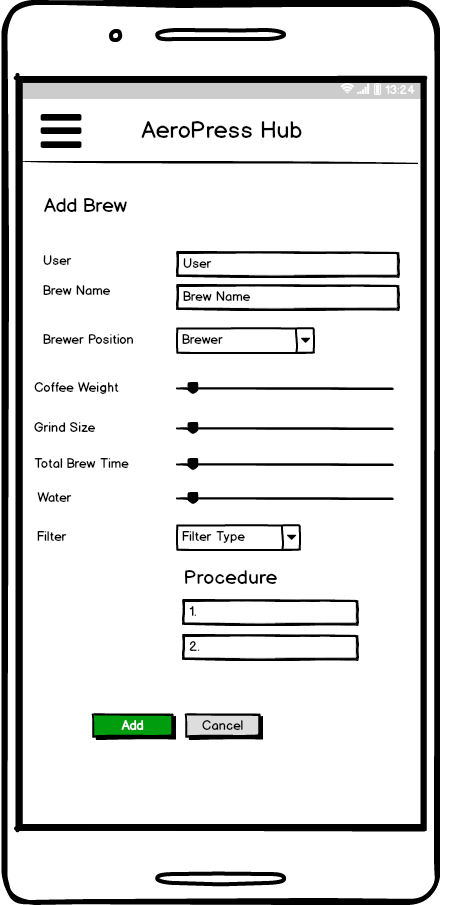 13:24
AeroPress Hub
Add Brew
User User
Brew Name Brew Name
Brewer Position Brewer
Coffee Weight
Grind Size
Total Brew Time
Water
Filter Filter Type
Procedure
1.
2.
Add Cancel